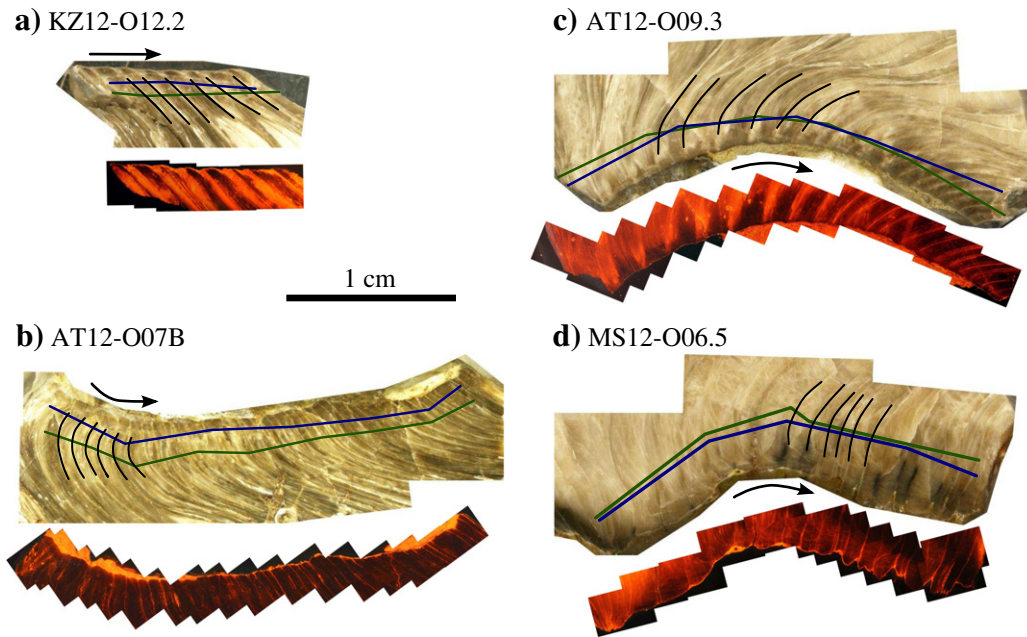 a) KZ12-O12.2
c) AT12-O09.3
1 cm
b) AT12-O07B
d) MS12-O06.5